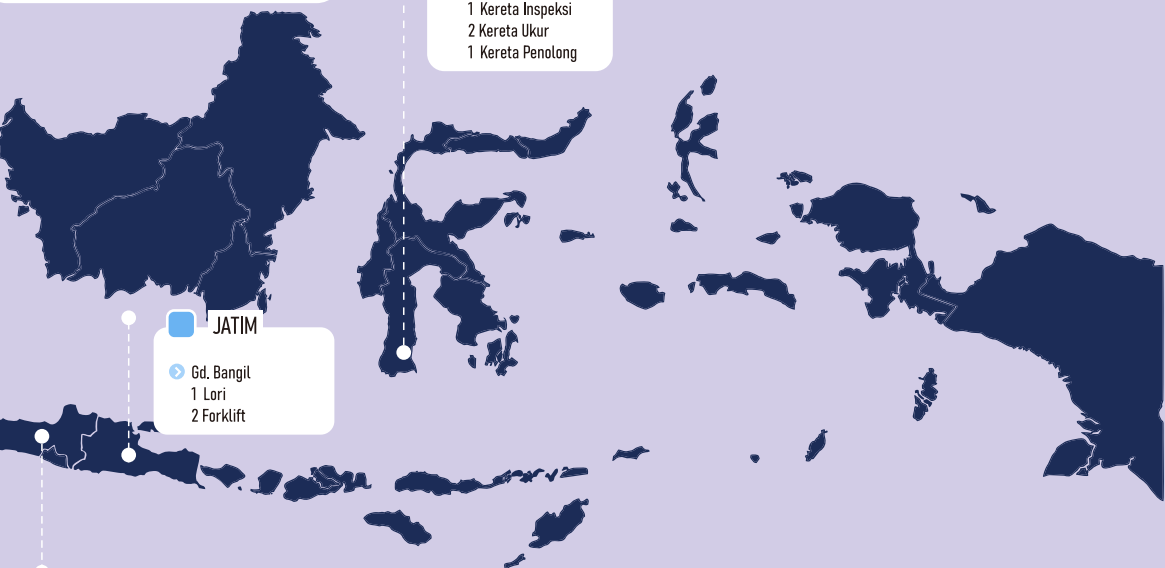 1 Kereta Inspeksi
2 Kereta Ukur
1 Kereta Penolong
JATIM
Gd. Bangil
1 Lori
2 Forklift